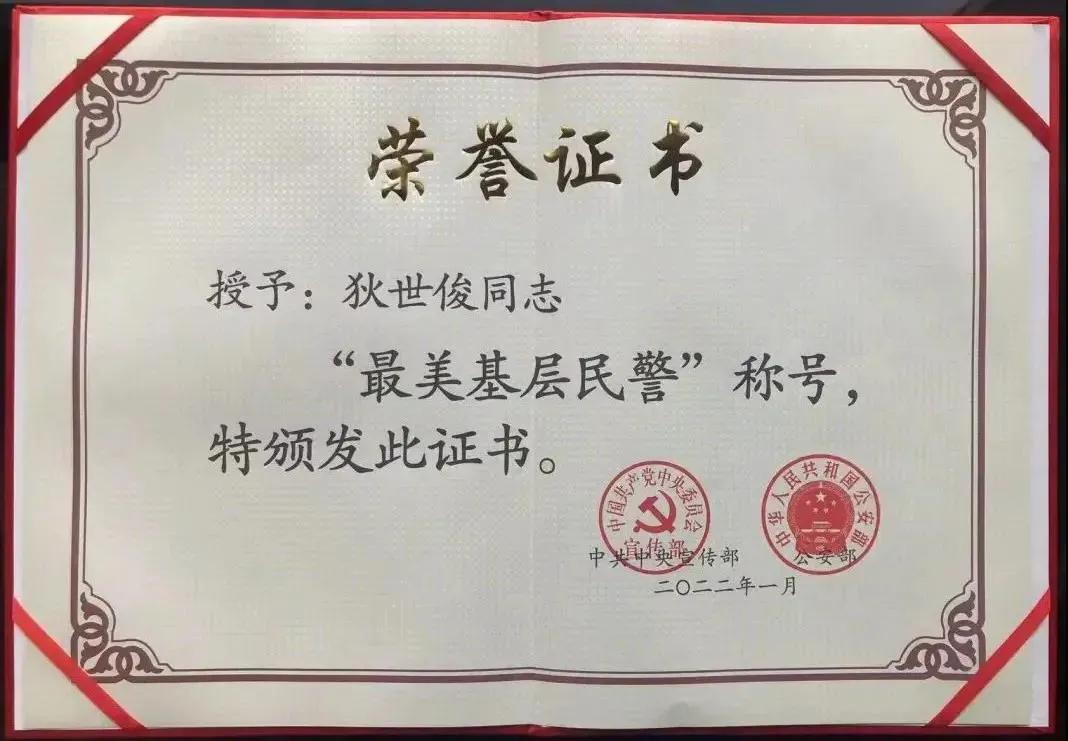 荣誉证书
授予：狄世俊同志
“最美基层民警”称号，
特颁发此证书。
中国共产党中央委员会
宣传部
中华人民共和国公安部
中共中央宣传部 公安部
二〇二二年一月